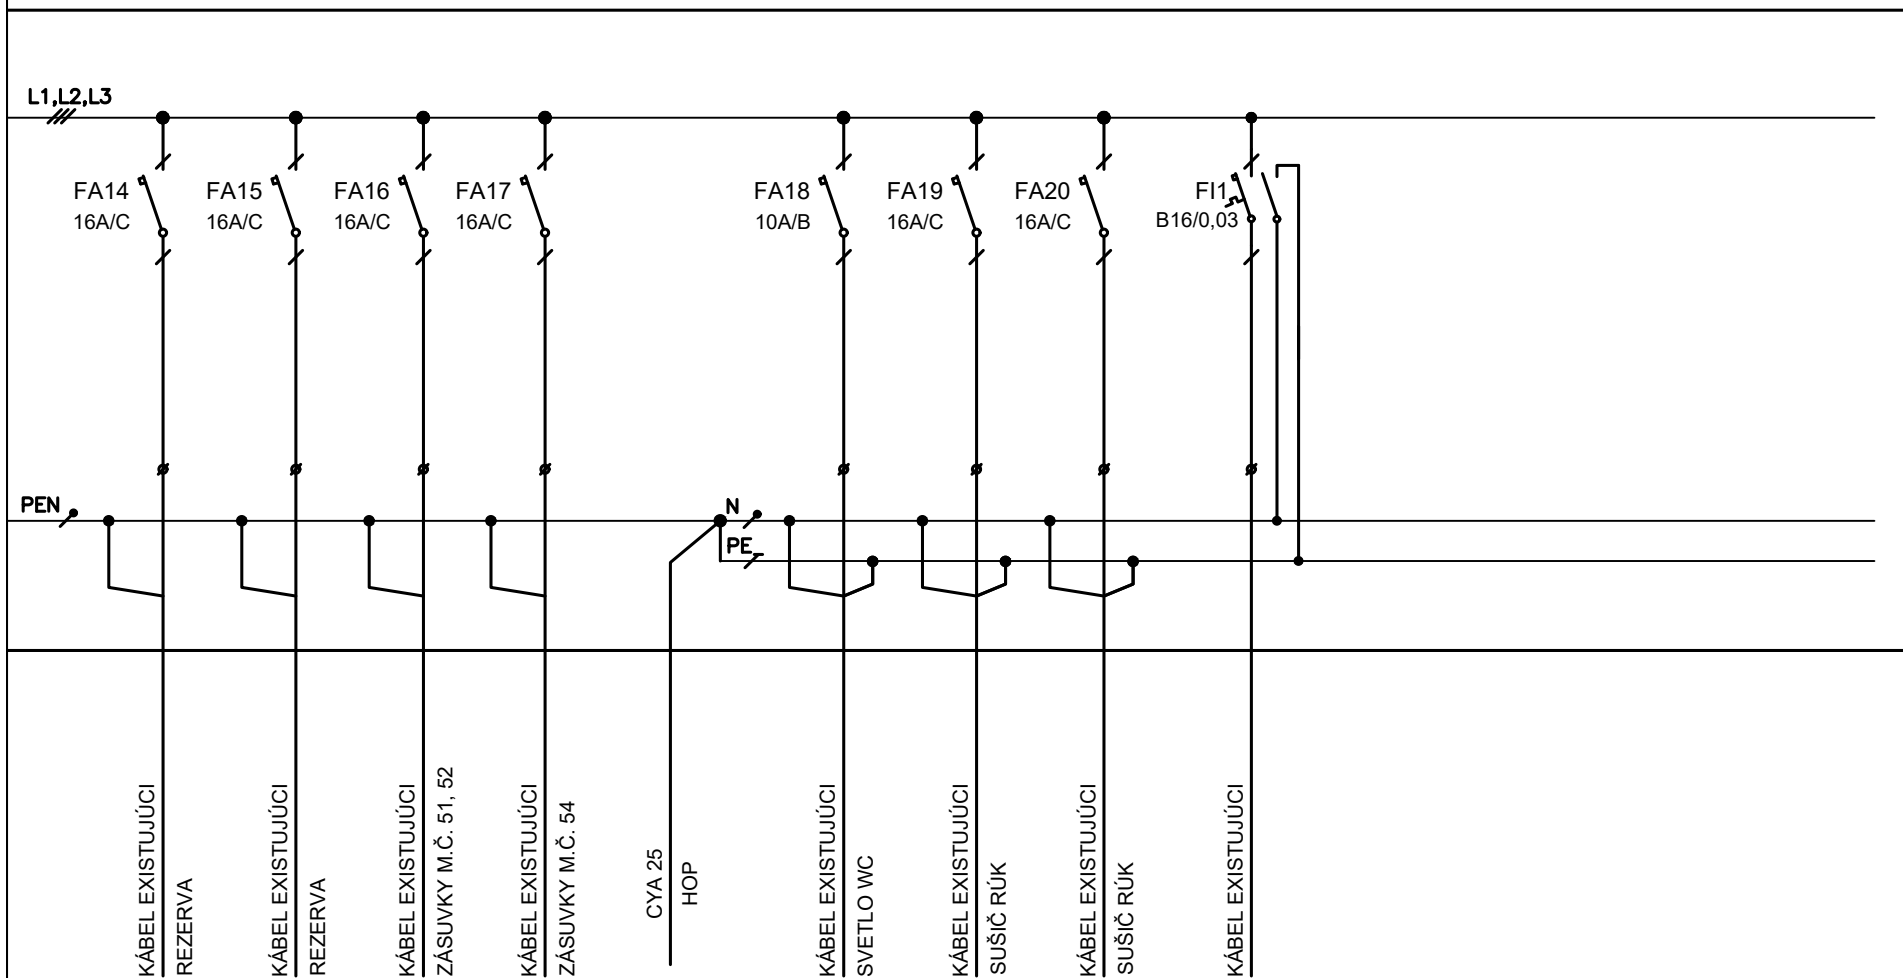 L1,L2,L3
FA14
16A/C
FA15
16A/C
FA16
16A/C
FA17
16A/C
FA18
10A/B
FA19
16A/C
FA20
16A/C
FI1
B16/0,03
PEN
N
PE
KÁBEL EXISTUJÚCI
REZERVA
KÁBEL EXISTUJÚCI
REZERVA
KÁBEL EXISTUJÚCI
ZÁSUVKY M.Č. 51, 52
KÁBEL EXISTUJÚCI
ZÁSUVKY M.Č. 54
CYA 25
HOP
KÁBEL EXISTUJÚCI
SVETLO WC
KÁBEL EXISTUJÚCI
SUŠIČ RÚK
KÁBEL EXISTUJÚCI
SUŠIČ RÚK
KÁBEL EXISTUJÚCI